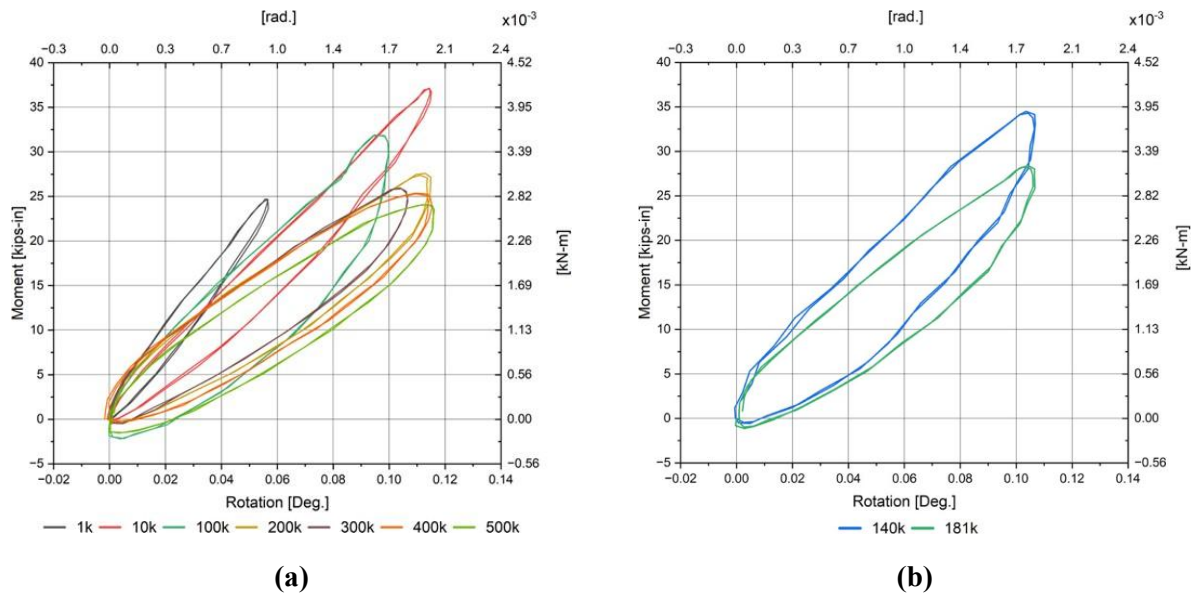 (a)
[rad.] x10-3
−0.3 0.0 0.3 0.7 1.0 1.4 1.7 2.1 2.4
40 4.52
35 3.95
30 3.39
25 2.82
20 2.26
15 1.69
10 1.13
5 0.56
0 0.00
−5 −0.56
Moment [kips-in]
[kN-m]
−0.02 0.00 0.02 0.04 0.06 0.08 0.10 0.12 0.14
Rotation [Deg.]
1k 10k 100k 200k 300k 400k 500k
[rad.] x10-3
−0.3 0.0 0.3 0.7 1.0 1.4 1.7 2.1 2.4
40 4.52
35 3.95
30 3.39
25 2.82
20 2.26
15 1.69
10 1.13
5 0.56
0 0.00
−5 −0.56
Moment [kips-in]
[kN-m]
−0.02 0.00 0.02 0.04 0.06 0.08 0.10 0.12 0.14
Rotation [Deg.]
140k 181k
(b)